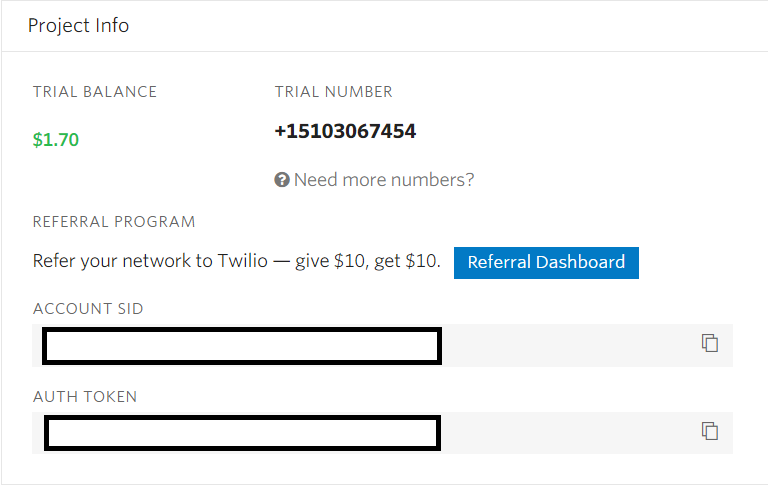 Project Info
TRIAL BALANCE
TRIAL NUMBER
$1.70
+15103067454
Need more numbers?
REFERRAL PROGRAM
Refer your network to Twilio — give $10, get $10.
Referral Dashboard
ACCOUNT SID
AUTH TOKEN